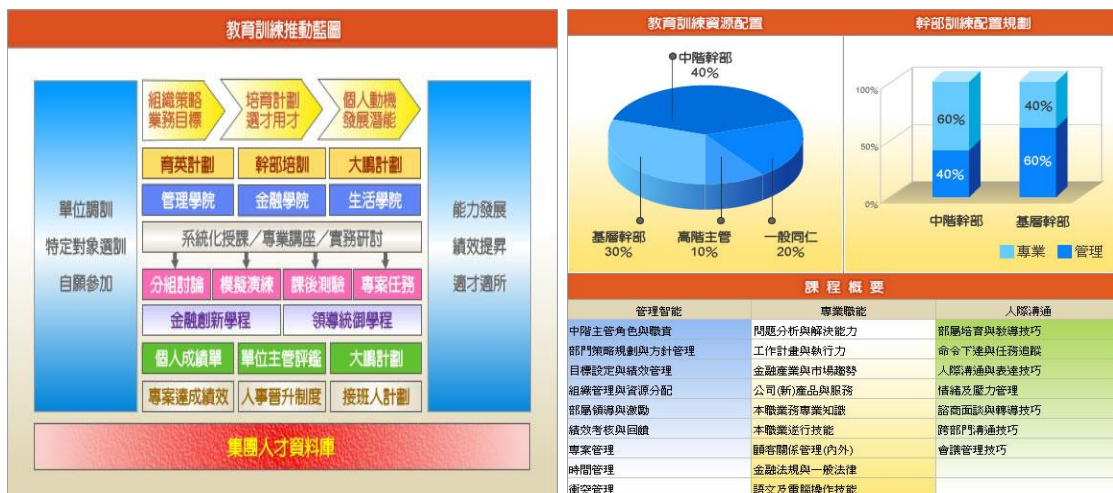 教育訓練推動藍圖
單位調訓
特定對象選訓
自願參加
組織策略
業務目標
培育計劃
選才用才
個人動機
發展潛能
育英計劃
幹部培訓
大鵬計劃
管理學院
金融學院
生活學院
系統化授課／專業講座／實務研討
分組討論
模擬演練
課後測驗
專案任務
金融創新學程
領導統御學程
個人成績單
單位主管評鑑
大鵬計劃
專案達成績效
人事晉升制度
接班人計劃
能力發展
績效提昇
適才適所
集團人才資料庫
教育訓練資源配置
中階幹部
40%
基層幹部
30%
高階主管
10%
一般同仁
20%
幹部訓練配置規劃
100%
50%
0%
60%
40%
40%
60%
中階幹部
基層幹部
專業
管理
課程概要
管理智能
專業職能
人際溝通
中階主管角色與職責
問題分析與解決能力
部屬培育與教導技巧
部門策略規劃與方針管理
工作計畫與執行力
命令下達與任務追蹤
目標設定與績效管理
金融產業與市場趨勢
人際溝通與表達技巧
組織管理與資源分配
公司(新)產品與服務
情緒及壓力管理
部屬領導與激勵
本職業務專業知識
諮商面談與輔導技巧
績效考核與回饋
本職業遂行技能
跨部門溝通技巧
專案管理
顧客關係管理(內外)
會議管理技巧
時間管理
金融法規與一般法律
衝突管理
語文及電腦操作技能